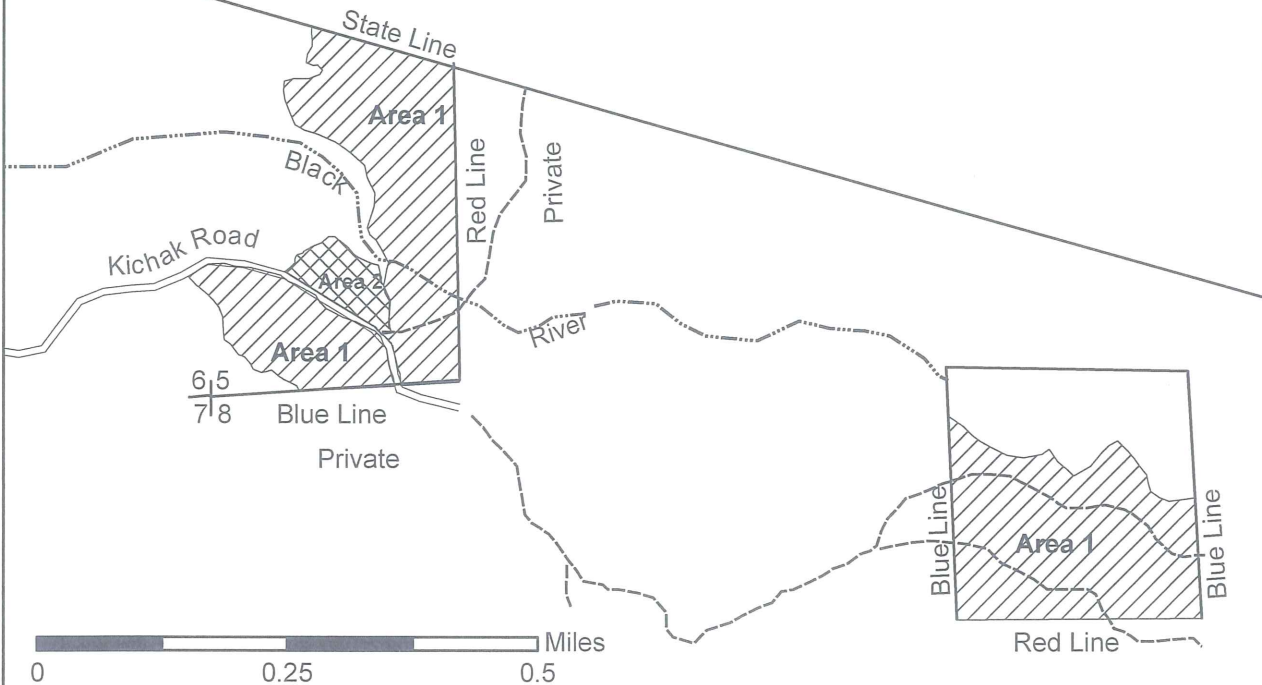 State Line
Area 1
Red Line
Private
Black
Kichak Road
Area 2
River
Area 1
6 5
7 8
Blue Line
Private
Blue Line
Area 1
Blue Line
Red Line
Miles
0 0.25 0.5